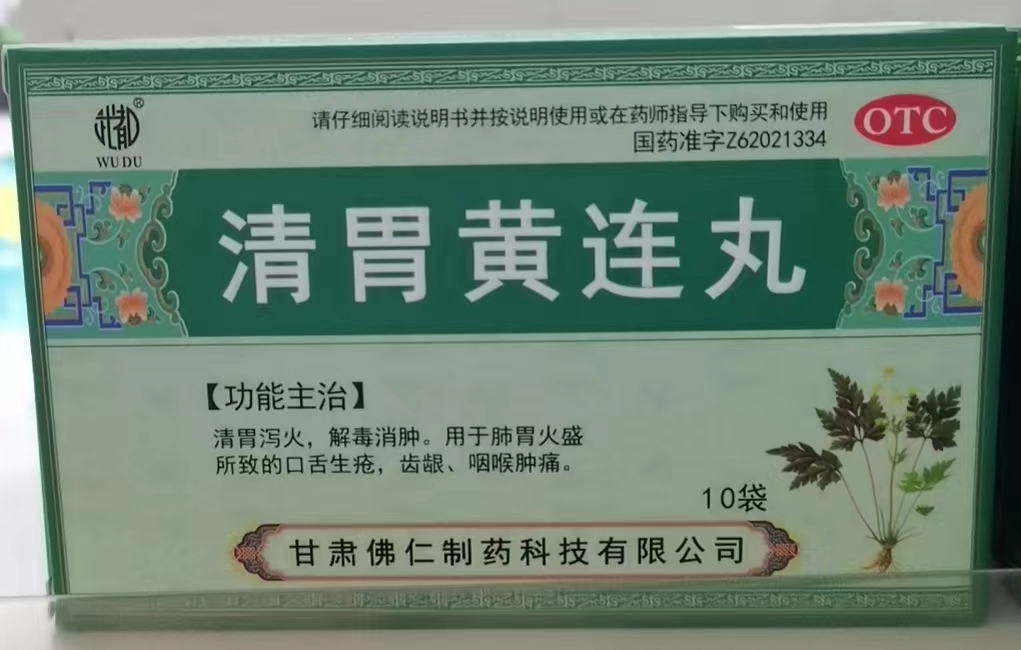 武都®
WU DU
请仔细阅读说明书并按说明使用或在药师指导下购买和使用
国药准字Z62021334
OTC
清胃黄连丸
【功能主治】
清胃泻火，解毒消肿。用于肺胃火盛
所致的口舌生疮，齿龈、咽喉肿痛。
10袋
甘肃佛仁制药科技有限公司